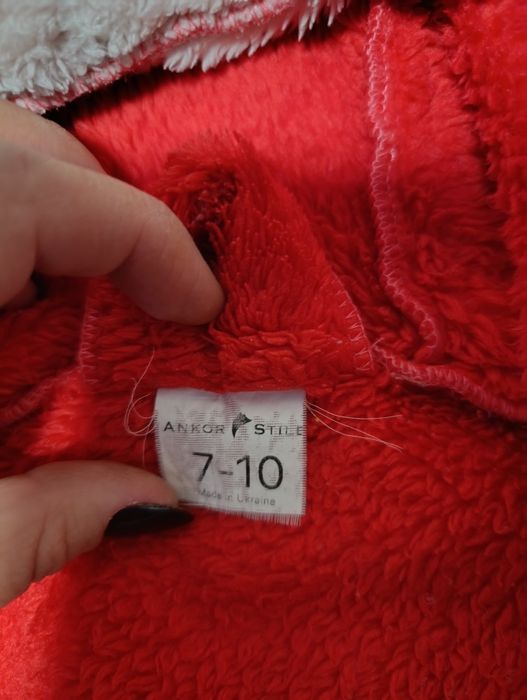 ANKOR STILE
7-10
Made in Ukraine